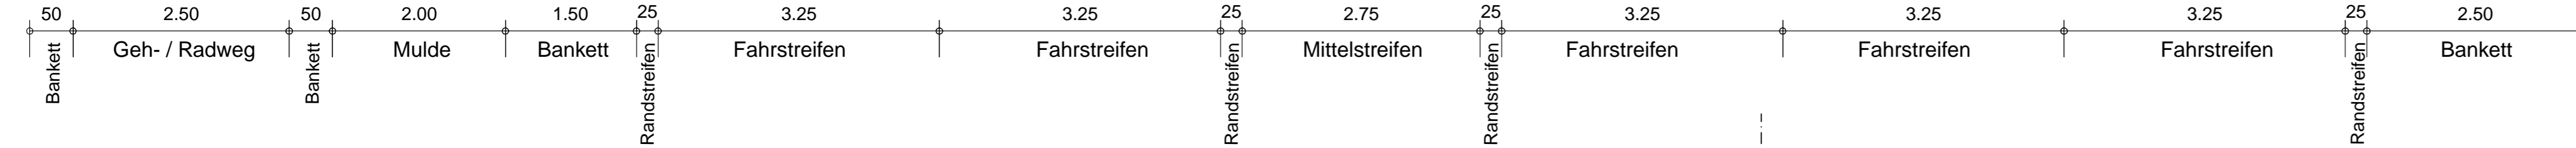 50 2.50 50 2.00 1.50 25 3.25 3.25 25 2.75 25 3.25 3.25 3.25 25 2.50
Bankett Geh- / Radweg Bankett Mulde Bankett Randstreifen Fahrstreifen Fahrstreifen Randstreifen Mittelstreifen Randstreifen Fahrstreifen Fahrstreifen Fahrstreifen Randstreifen Bankett